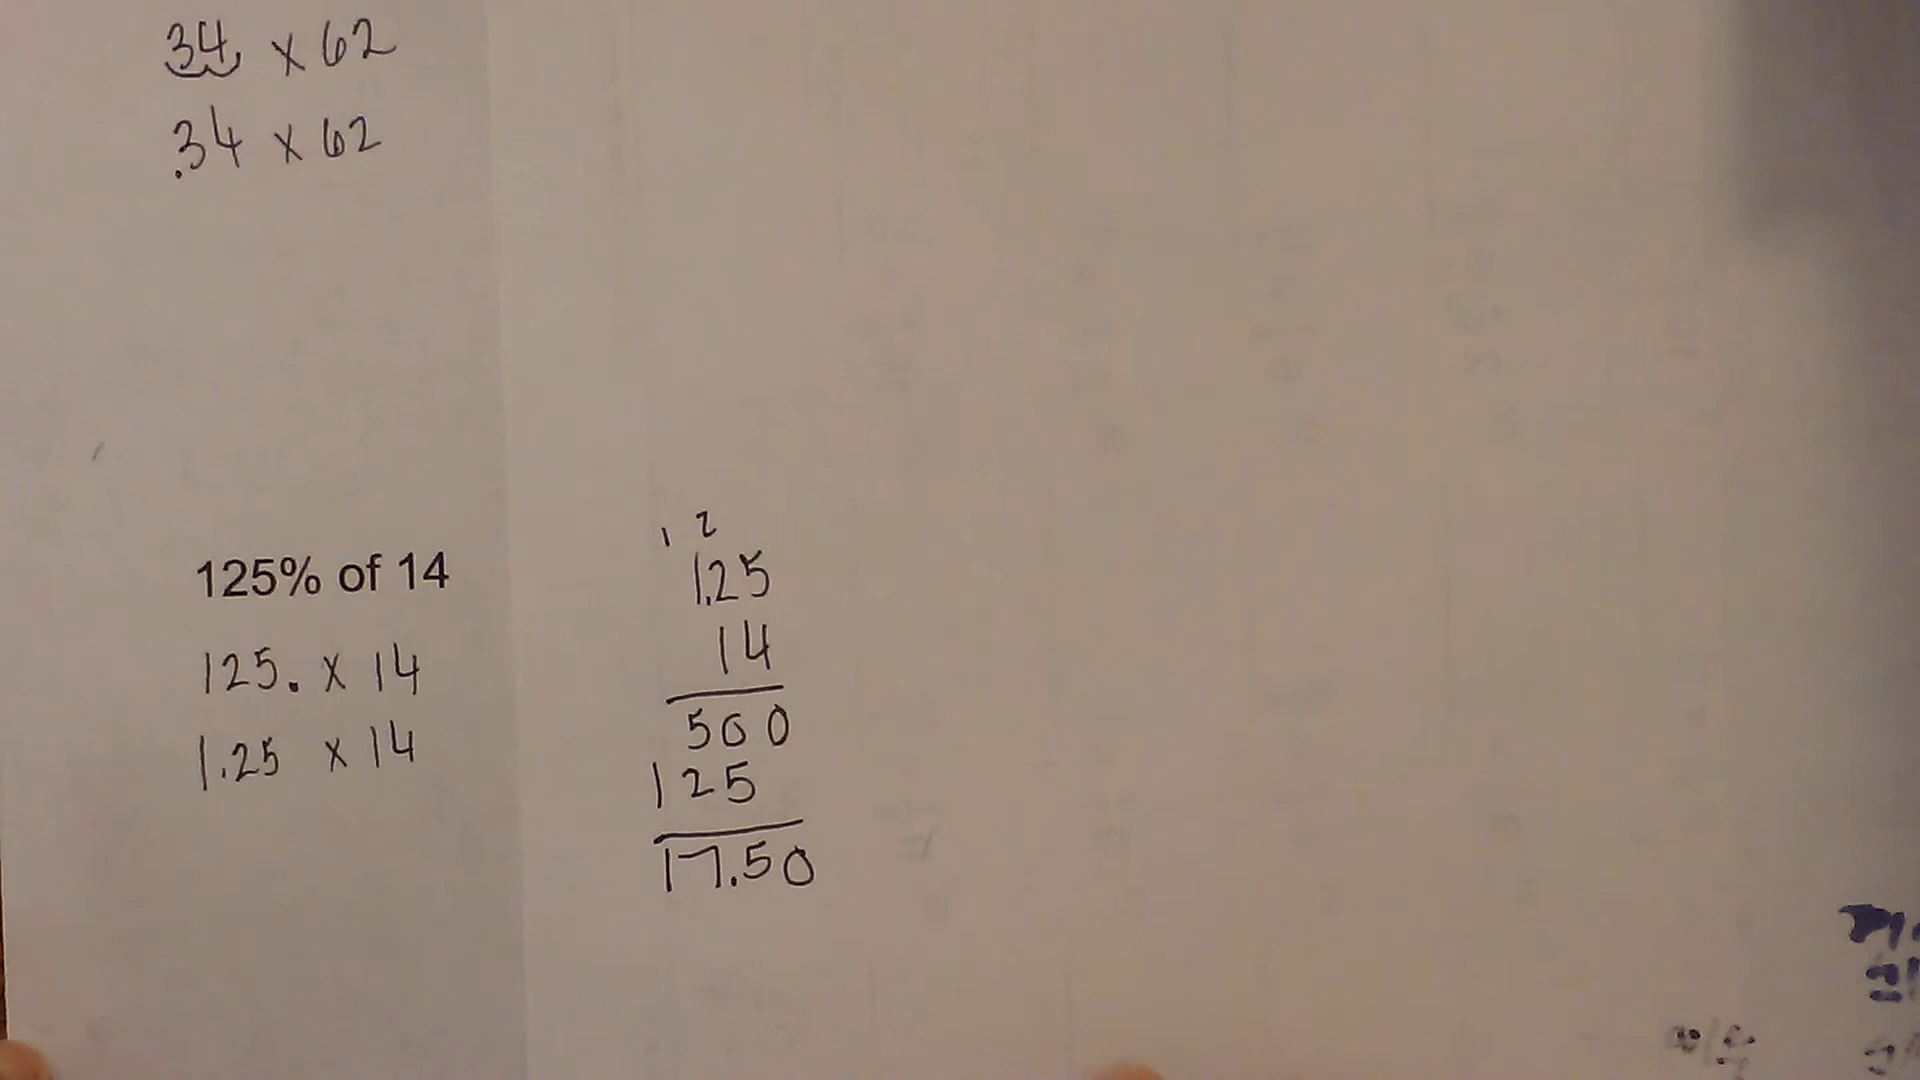 34. x 62
.34 x 62
125% of 14
125. x 14
1.25 x 14
1 2
1.25
14
500
125
17.50